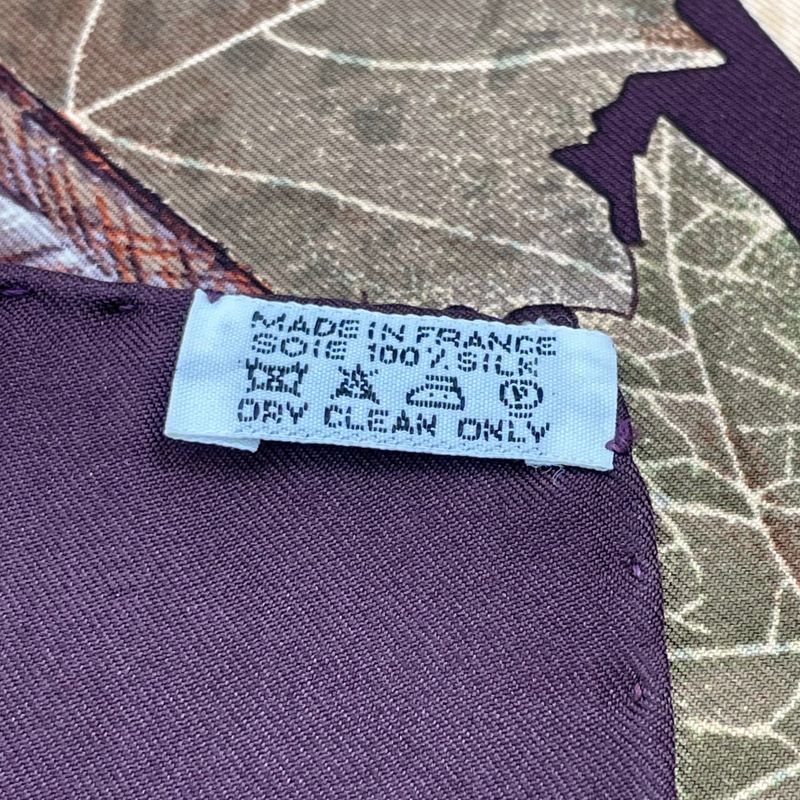 MADE IN FRANCE
SOIE 100% SILK
DRY CLEAN ONLY